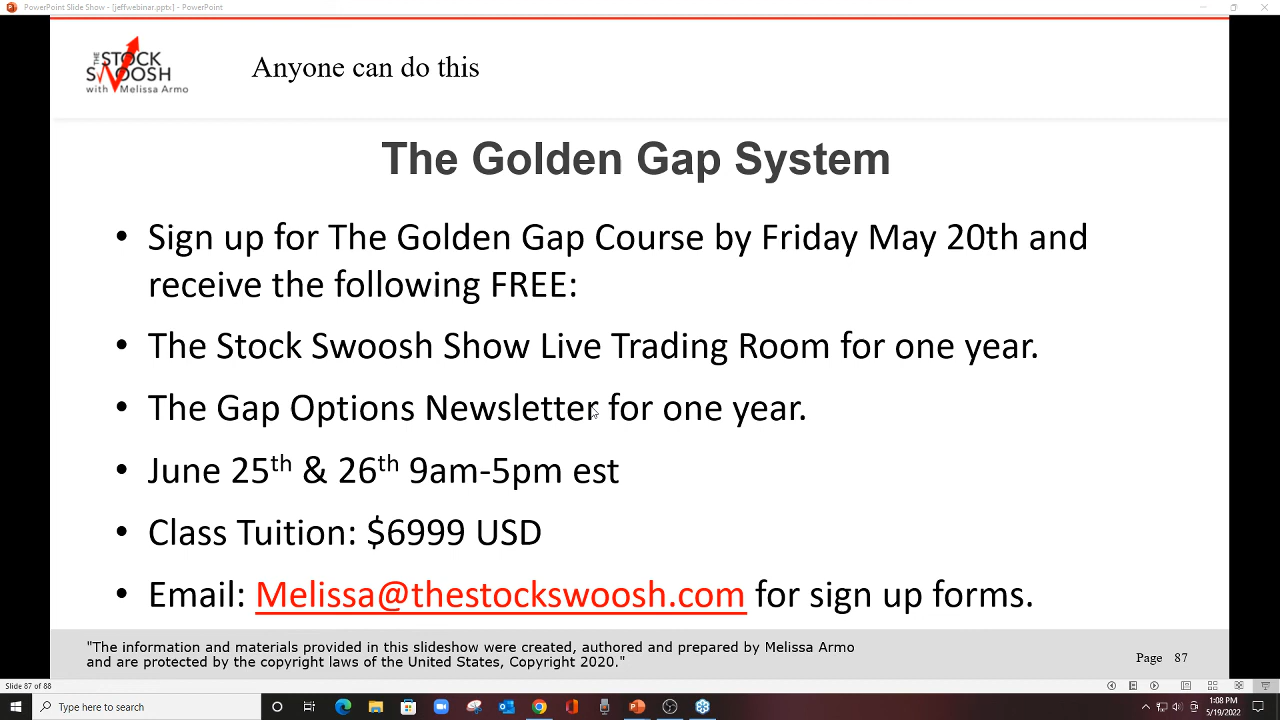 PowerPoint Slide Show - [jeffwebinar.pptx] - PowerPoint
THE STOCK
SWOOSH
with Melissa Armo
Anyone can do this
The Golden Gap System
• Sign up for The Golden Gap Course by Friday May 20th and
receive the following FREE:
• The Stock Swoosh Show Live Trading Room for one year.
• The Gap Options Newsletter for one year.
• June 25th & 26th 9am-5pm est
• Class Tuition: $6999 USD
• Email: Melissa@thestockswoosh.com for sign up forms.
"The information and materials provided in this slideshow were created, authored and prepared by Melissa Armo
and are protected by the copyright laws of the United States, Copyright 2020."
Page 87
Slide 87 of 88
Type here to search
1:08 PM
5/19/2022